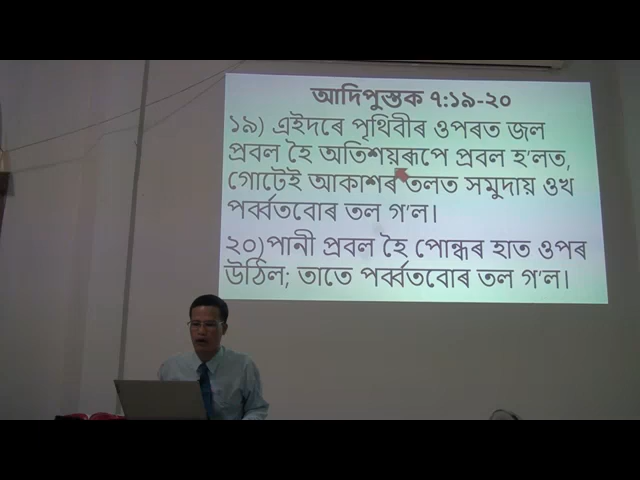 আদিপুস্তক ৭:১৯-২০
১৯) এইদৰে পৃথিবীৰ ওপৰত জল
প্ৰবল হৈ অতিশয়ৰূপে প্ৰবল হ'লত,
গোটেই আকাশৰ তলত সমুদায় ওখ
পৰ্ব্বতবোৰ তল গ'ল।
২০)পানী প্ৰবল হৈ পোন্ধৰ হাত ওপৰ
উঠিল; তাতে পৰ্ব্বতবোৰ তল গ'ল।